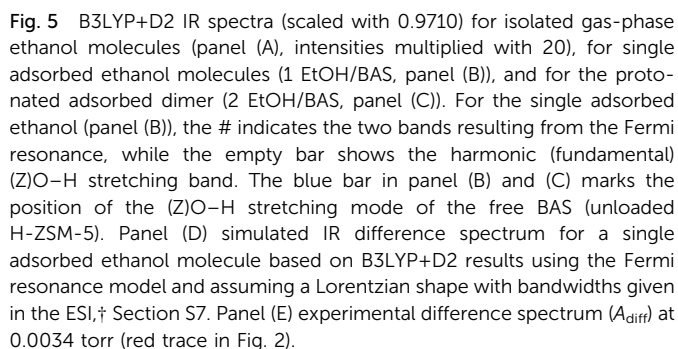 Fig. 5 B3LYP+D2 IR spectra (scaled with 0.9710) for isolated gas-phase
ethanol molecules (panel (A), intensities multiplied with 20), for single
adsorbed ethanol molecules (1 EtOH/BAS, panel (B)), and for the proto-
nated adsorbed dimer (2 EtOH/BAS, panel (C)). For the single adsorbed
ethanol (panel (B)), the # indicates the two bands resulting from the Fermi
resonance, while the empty bar shows the harmonic (fundamental)
(Z)O–H stretching band. The blue bar in panel (B) and (C) marks the
position of the (Z)O–H stretching mode of the free BAS (unloaded
H-ZSM-5). Panel (D) simulated IR difference spectrum for a single
adsorbed ethanol molecule based on B3LYP+D2 results using the Fermi
resonance model and assuming a Lorentzian shape with bandwidths given
in the ESI,† Section S7. Panel (E) experimental difference spectrum (Adiff) at
0.0034 torr (red trace in Fig. 2).